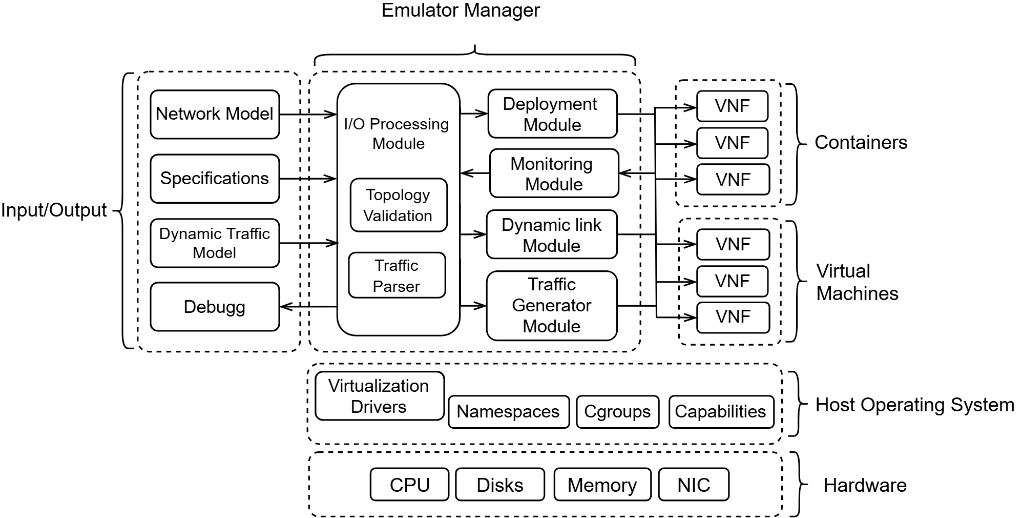 Emulator Manager
Input/Output
Network Model
Specifications
Dynamic Traffic
Model
Debugg
I/O Processing
Module
Topology
Validation
Traffic
Parser
Deployment
Module
Monitoring
Module
Dynamic link
Module
Traffic
Generator
Module
VNF
VNF
VNF
Containers
VNF
VNF
VNF
Virtual
Machines
Virtualization
Drivers
Namespaces
Cgroups
Capabilities
Host Operating System
CPU
Disks
Memory
NIC
Hardware